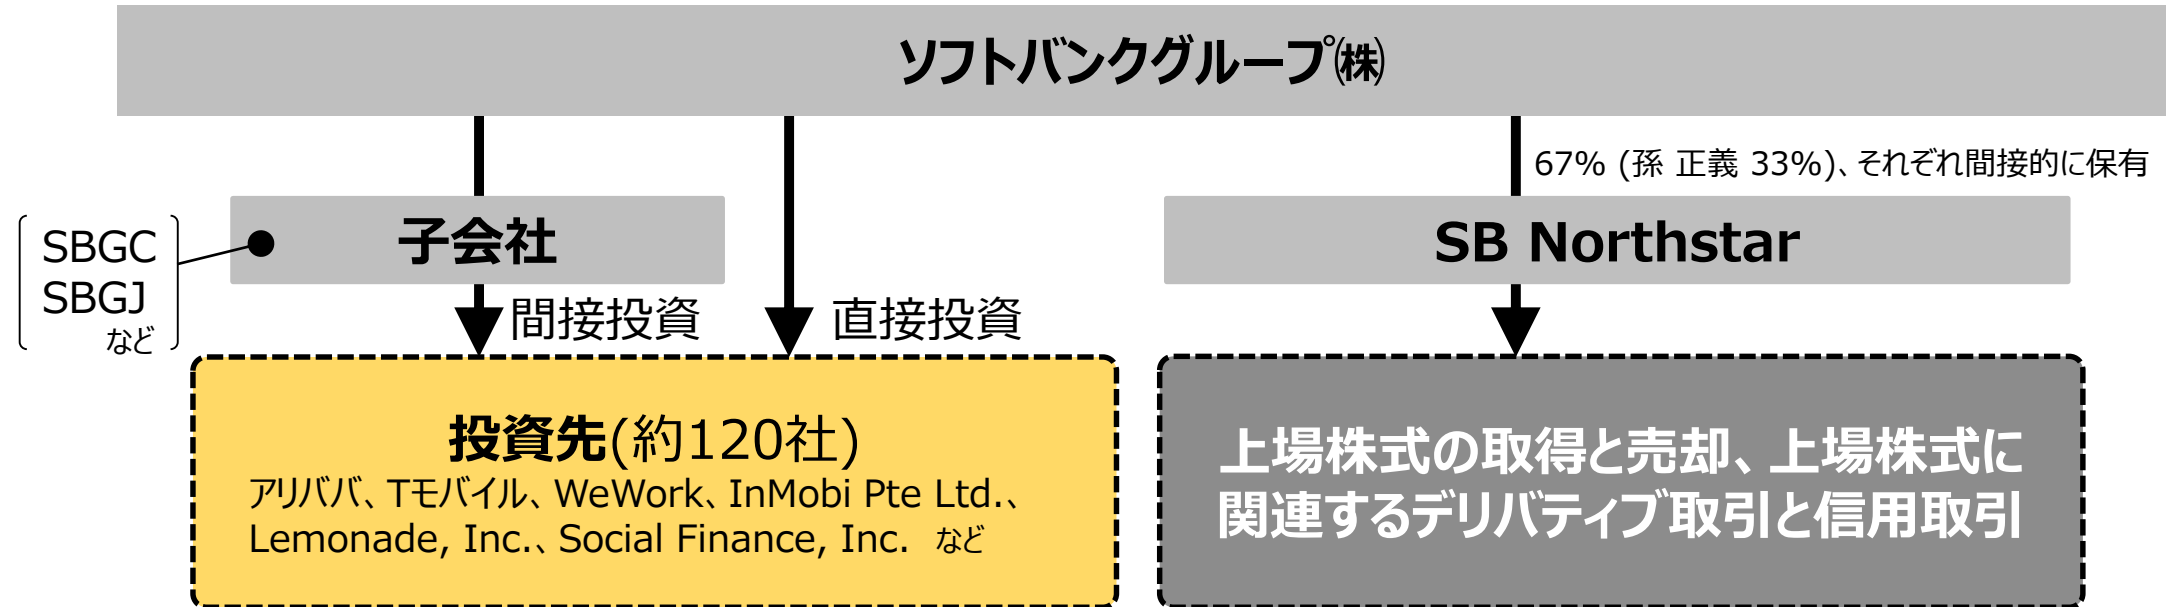 ソフトバンクグループ㈱
67% (孫 正義 33%)、それぞれ間接的に保有
SBGC
SBGJ
など
子会社
SB Northstar
間接投資
直接投資
投資先(約120社)
アリババ、Tモバイル、WeWork、InMobi Pte Ltd.、
Lemonade, Inc.、Social Finance, Inc. など
上場株式の取得と売却、上場株式に
関連するデリバティブ取引と信用取引